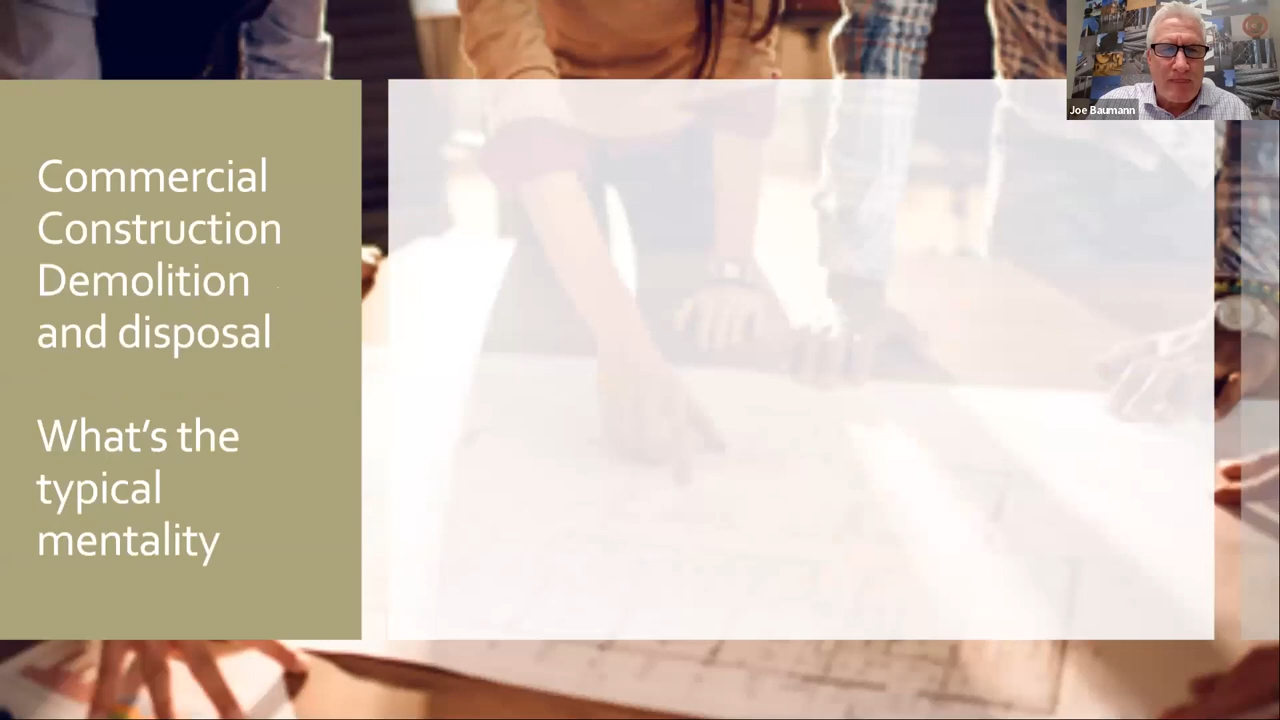 Joe Baumann
Commercial
Construction
Demolition
and disposal
What's the
typical
mentality